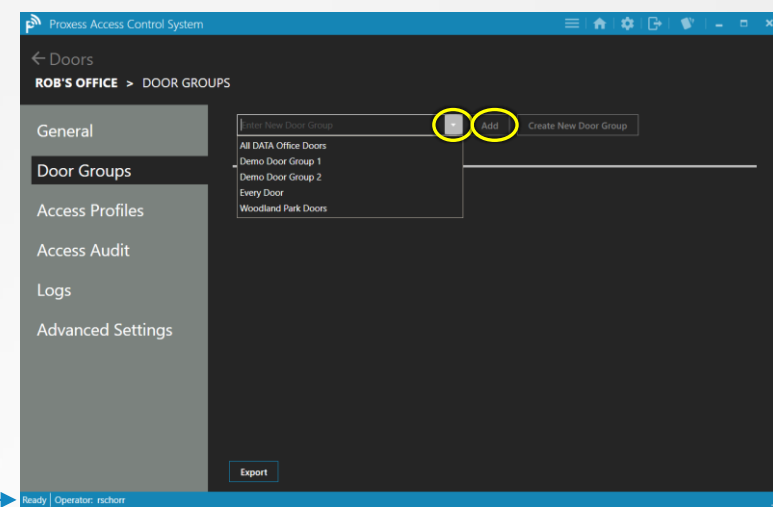 Proxess Access Control System
Doors
ROB'S OFFICE > DOOR GROUPS
General
Door Groups
Access Profiles
Access Audit
Logs
Advanced Settings
Enter New Door Group
Add
Create New Door Group
All DATA Office Doors
Demo Door Group 1
Demo Door Group 2
Every Door
Woodland Park Doors
Export
Ready
Operator: rschorr